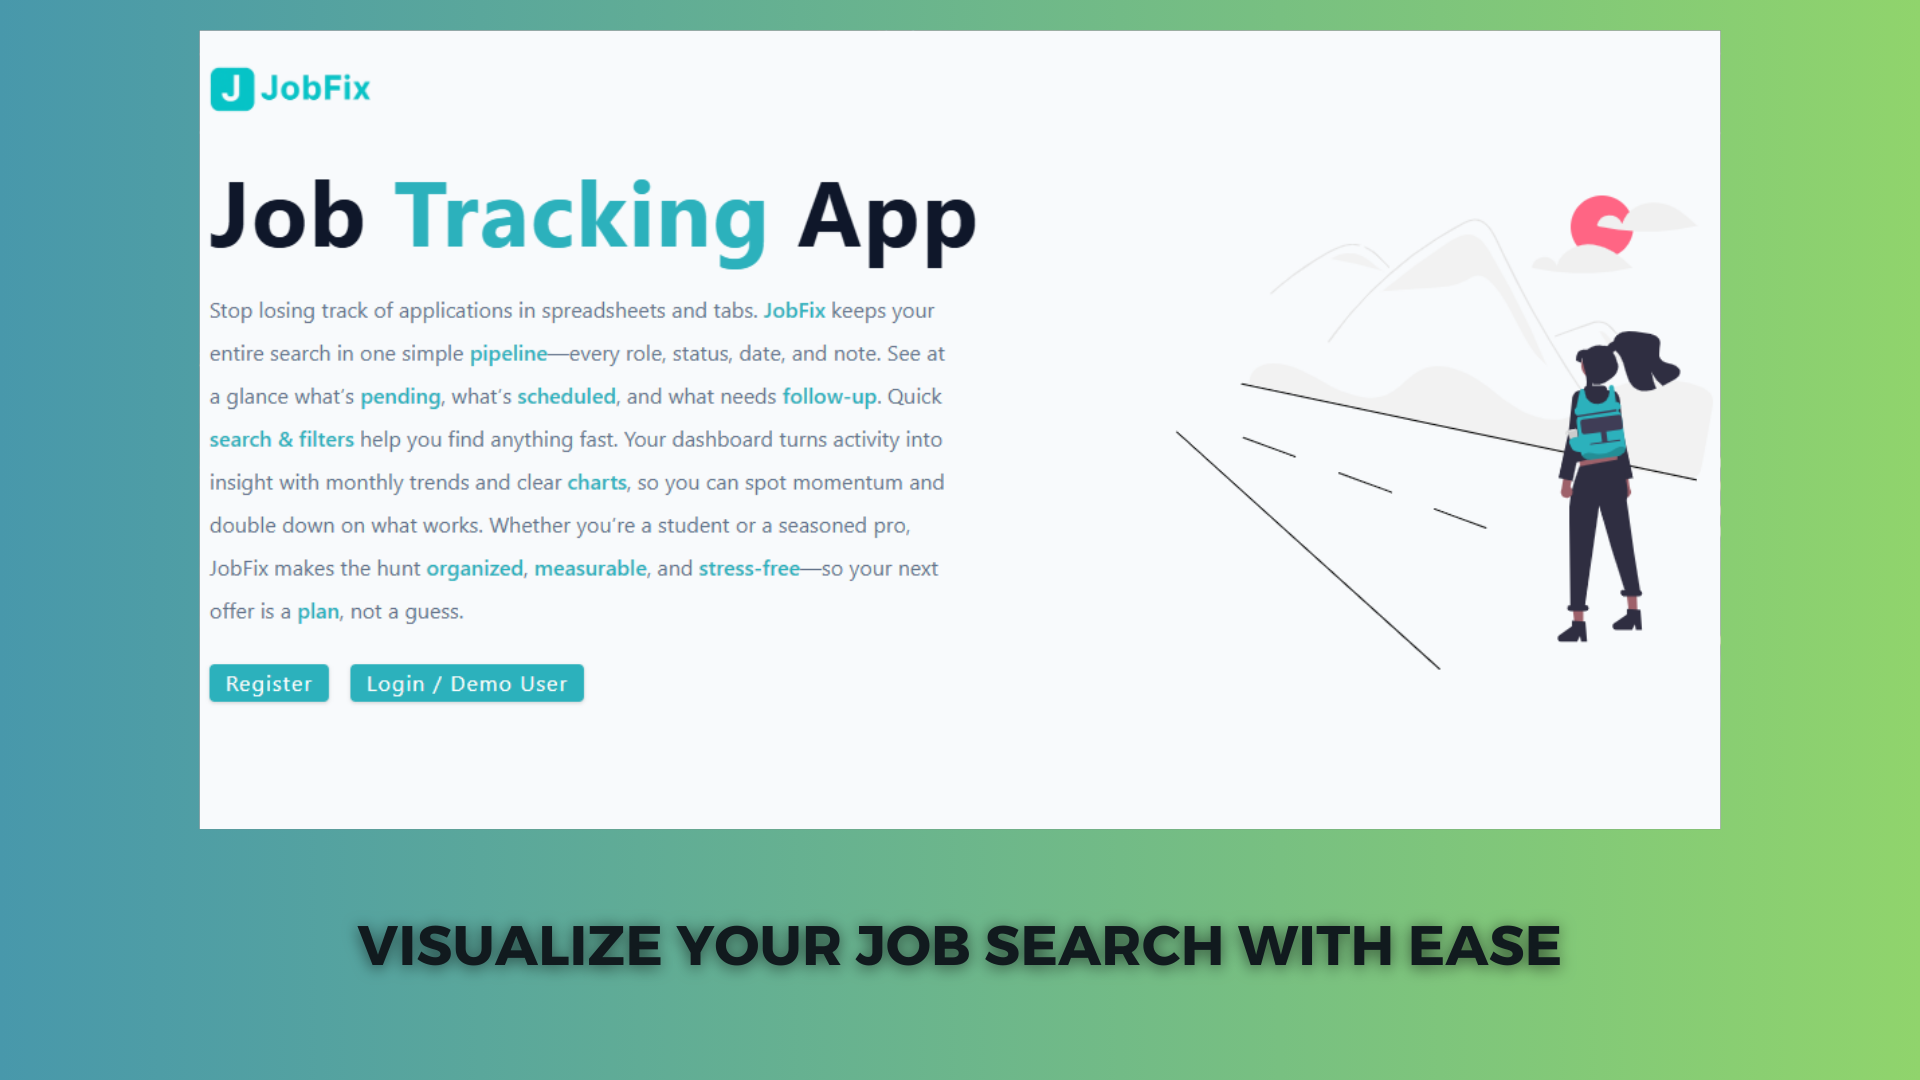 J JobFix
Job Tracking App
Stop losing track of applications in spreadsheets and tabs. JobFix keeps your
entire search in one simple pipeline—every role, status, date, and note. See at
a glance what's pending, what's scheduled, and what needs follow-up. Quick
search & filters help you find anything fast. Your dashboard turns activity into
insight with monthly trends and clear charts, so you can spot momentum and
double down on what works. Whether you're a student or a seasoned pro,
JobFix makes the hunt organized, measurable, and stress-free—so your next
offer is a plan, not a guess.
Register Login / Demo User
VISUALIZE YOUR JOB SEARCH WITH EASE